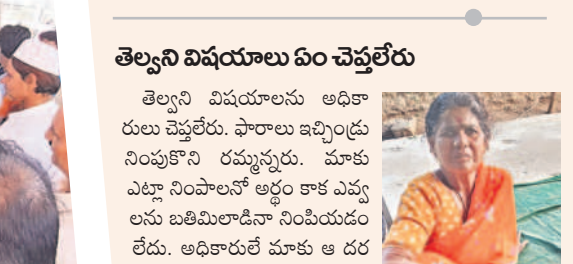 తెల్వని విషయాలు ఏం చెప్తలేరు
తెల్వని విషయాలను అధికా
రులు చెప్తలేరు. ఫారాలు ఇచ్చిండ్రు
నింపుకొని రమ్మన్నరు. మాకు
ఎట్లా నింపాలనో అర్థం కాక ఎవ్వ
లను బతిమిలాడినా నింపియడం
లేదు. అధికారులే మాకు ఆ దర